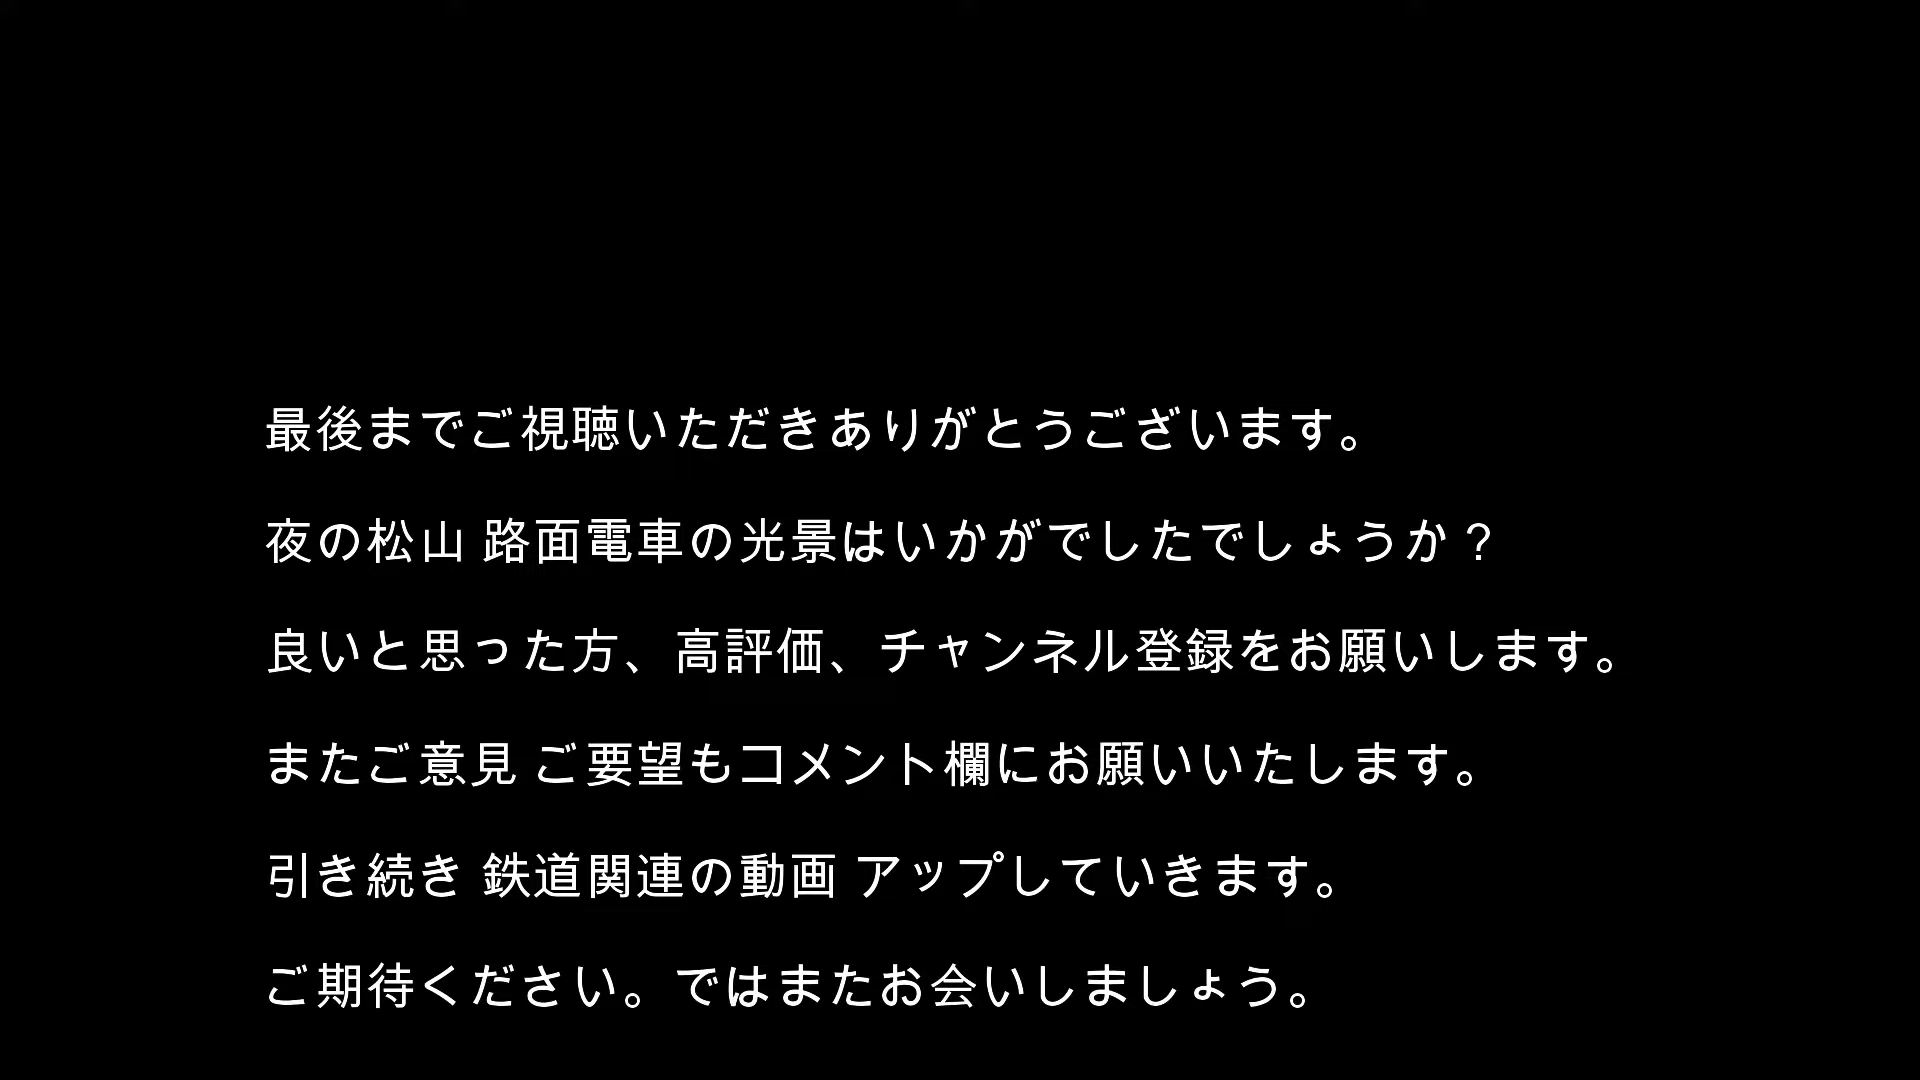 最後までご視聴いただきありがとうございます。
夜の松山 路面電車の光景はいかがでしたでしょうか？
良いと思った方、高評価、チャンネル登録をお願いします。
またご意見 ご要望もコメント欄にお願いいたします。
引き続き 鉄道関連の動画 アップしていきます。
ご期待ください。ではまたお会いしましょう。